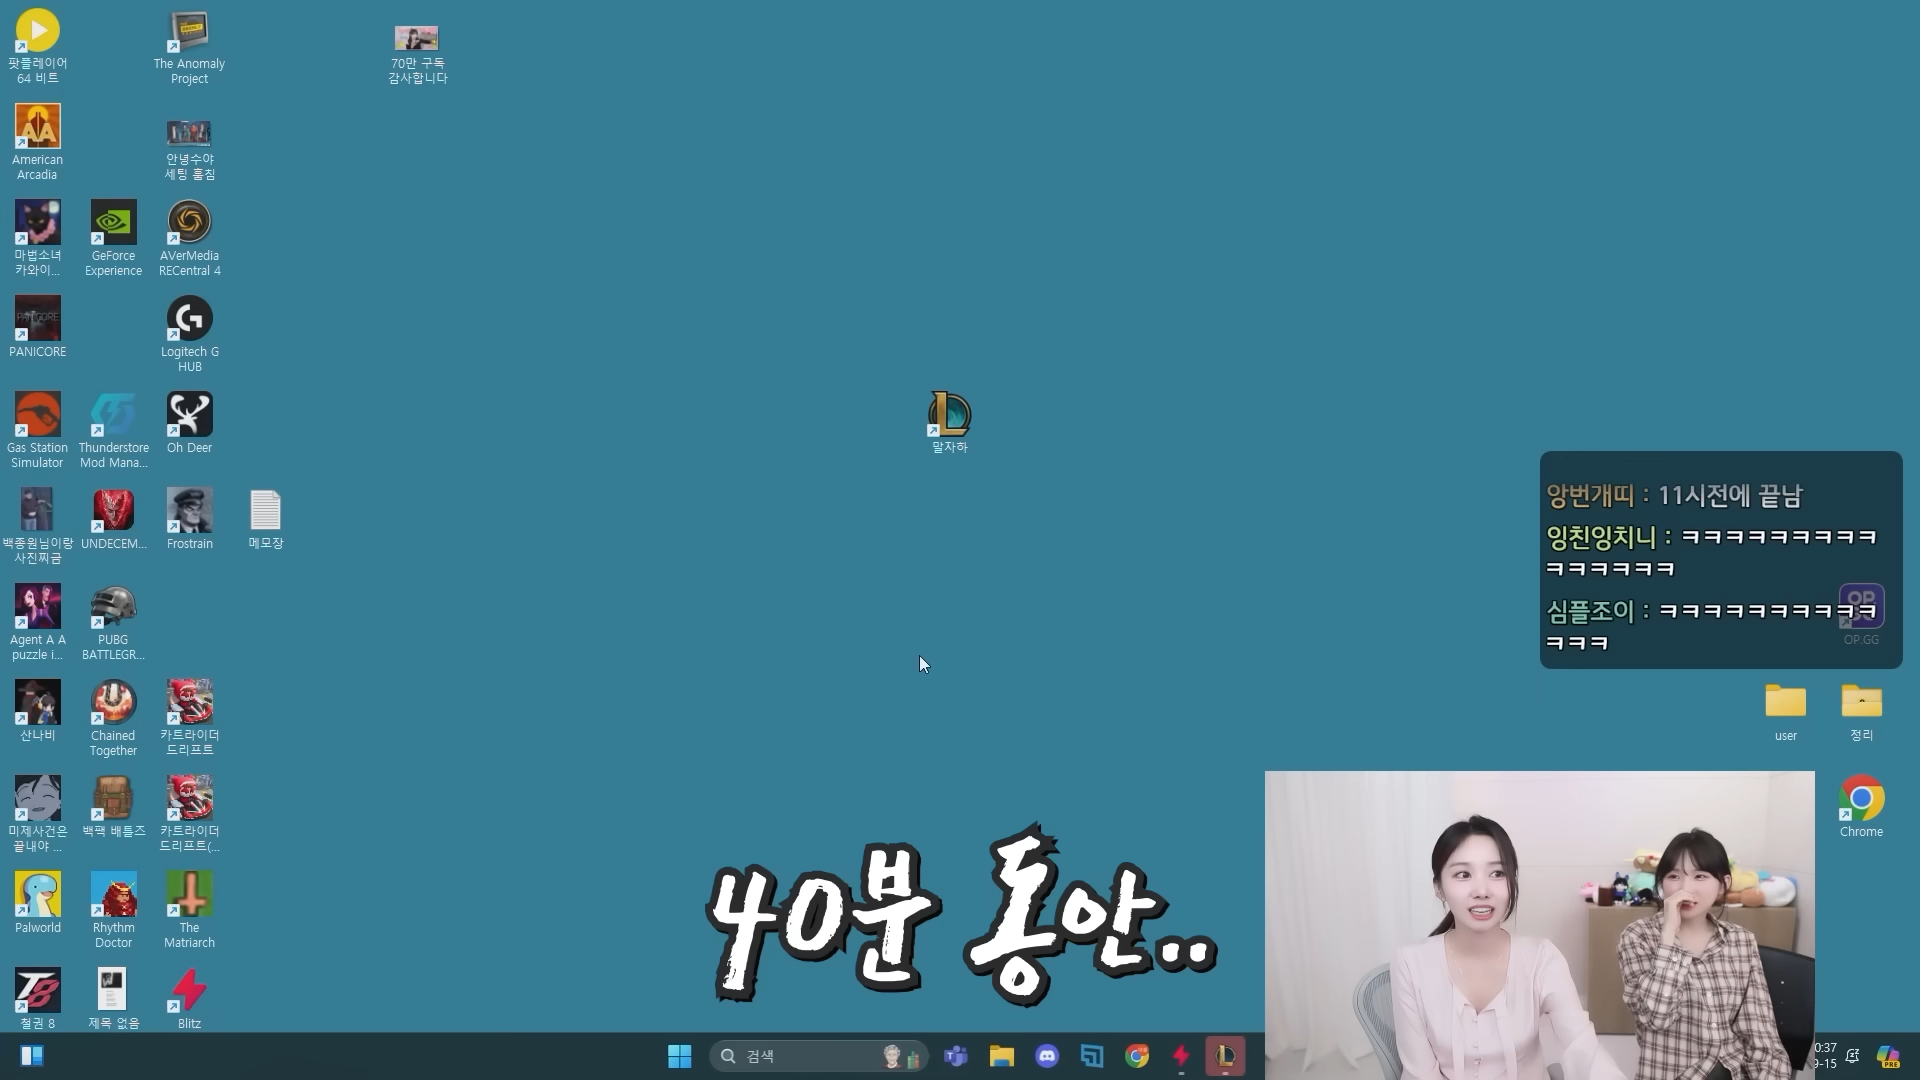 팟플레이어
64 비트
The Anomaly
Project
70만 구독
감사합니다
American
Arcadia
안녕수야
세팅 훔침
마법소녀
카와이...
GeForce
Experience
AVerMedia
RECentral 4
PANICORE
Logitech G
HUB
Gas Station
Simulator
Thunderstore
Mod Mana...
Oh Deer
말자하
백종원님이랑
사진찍금
UNDECEM...
Frostrain
메모장
Agent A A
puzzle i...
PUBG
BATTLEGR...
산나비
Chained
Together
카트라이더
드리프트
미제사건은
끝내야 ...
백팩 배틀즈
카트라이더
드리프트(...
Palworld
Rhythm
Doctor
The
Matriarch
철권 8
제목 없음
Blitz
앙번개띠 : 11시전에 끝남
잉친잉치니 : ㅋㅋㅋㅋㅋㅋㅋㅋㅋ
ㅋㅋㅋㅋㅋㅋ
심플조이 : ㅋㅋㅋㅋㅋㅋㅋㅋㅋㅋ
ㅋㅋㅋ
OP.GG
user
정리
Chrome
40분 동안..
검색
0:37
9-15
PRE